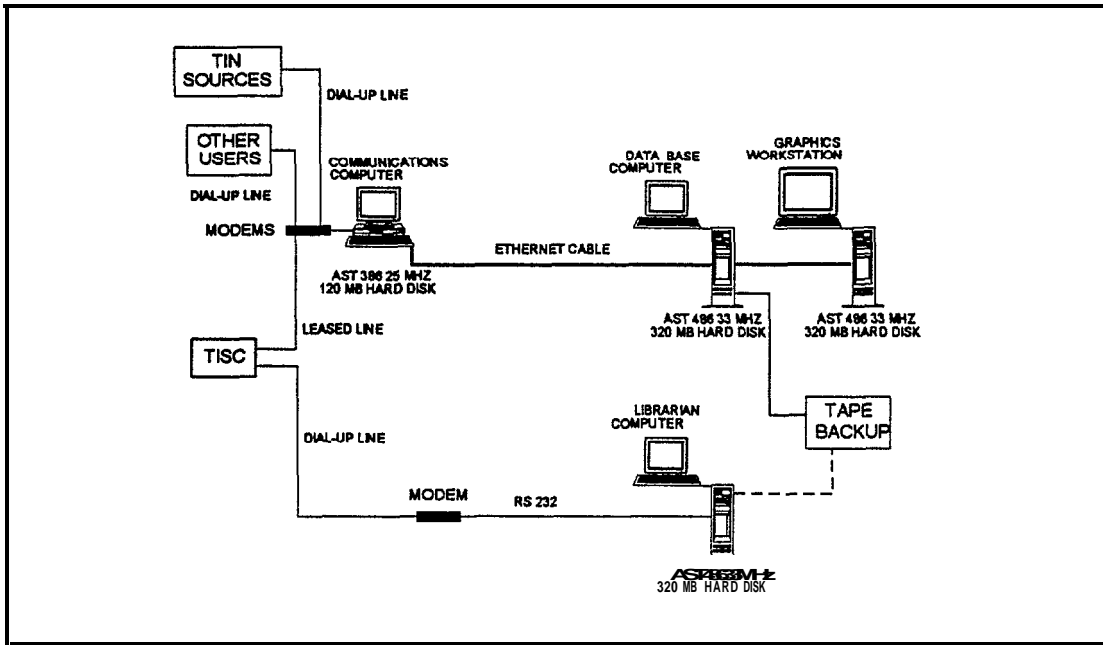 TIN
SOURCES
DIAL-UP LINE
OTHER
USERS
DIAL-UP LINE
MODEMS
COMMUNICATIONS
COMPUTER
AST 386 25 MHZ
120 MB HARD DISK
ETHERNET CABLE
DATA BASE
COMPUTER
AST 486 33 MHZ
320 MB HARD DISK
GRAPHICS
WORKSTATION
AST 486 33 MHZ
320 MB HARD DISK
LEASED LINE
TISC
DIAL-UP LINE
MODEM
RS 232
LIBRARIAN
COMPUTER
TAPE
BACKUP
320 MB HARD DISK